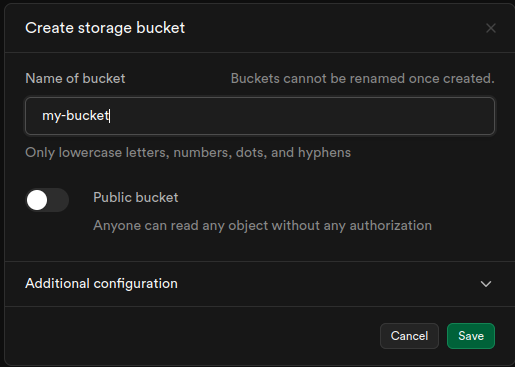 Create storage bucket
Name of bucket
Buckets cannot be renamed once created.
my-bucket
Only lowercase letters, numbers, dots, and hyphens
Public bucket
Anyone can read any object without any authorization
Additional configuration
Cancel
Save